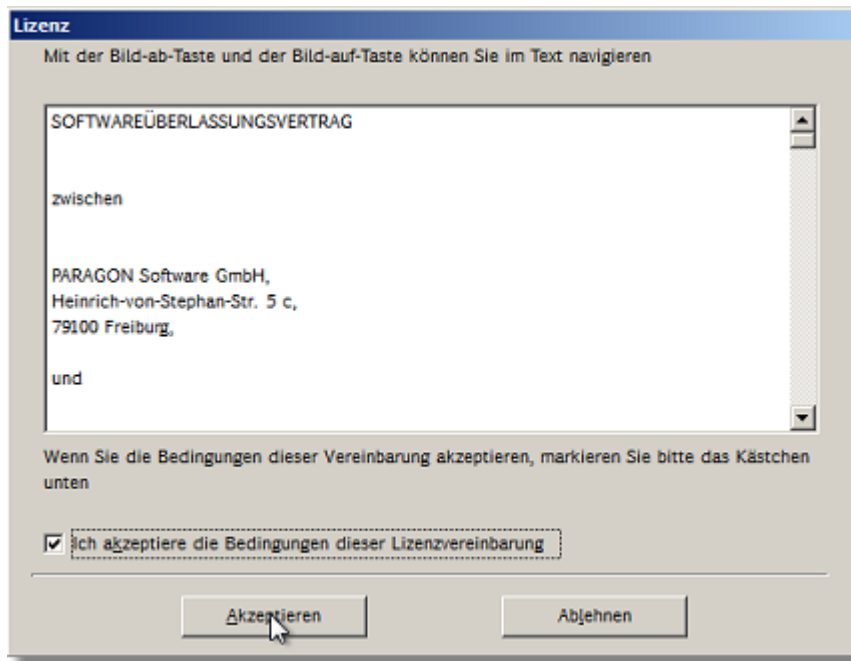 Lizenz
Mit der Bild-ab-Taste und der Bild-auf-Taste können Sie im Text navigieren
SOFTWAREÜBERLASSUNGSVERTRAG
zwischen
PARAGON Software GmbH,
Heinrich-von-Stephan-Str. 5 c,
79100 Freiburg,
und
Wenn Sie die Bedingungen dieser Vereinbarung akzeptieren, markieren Sie bitte das Kästchen
unten
Ich akzeptiere die Bedingungen dieser Lizenzvereinbarung
Akzeptieren Ablehnen